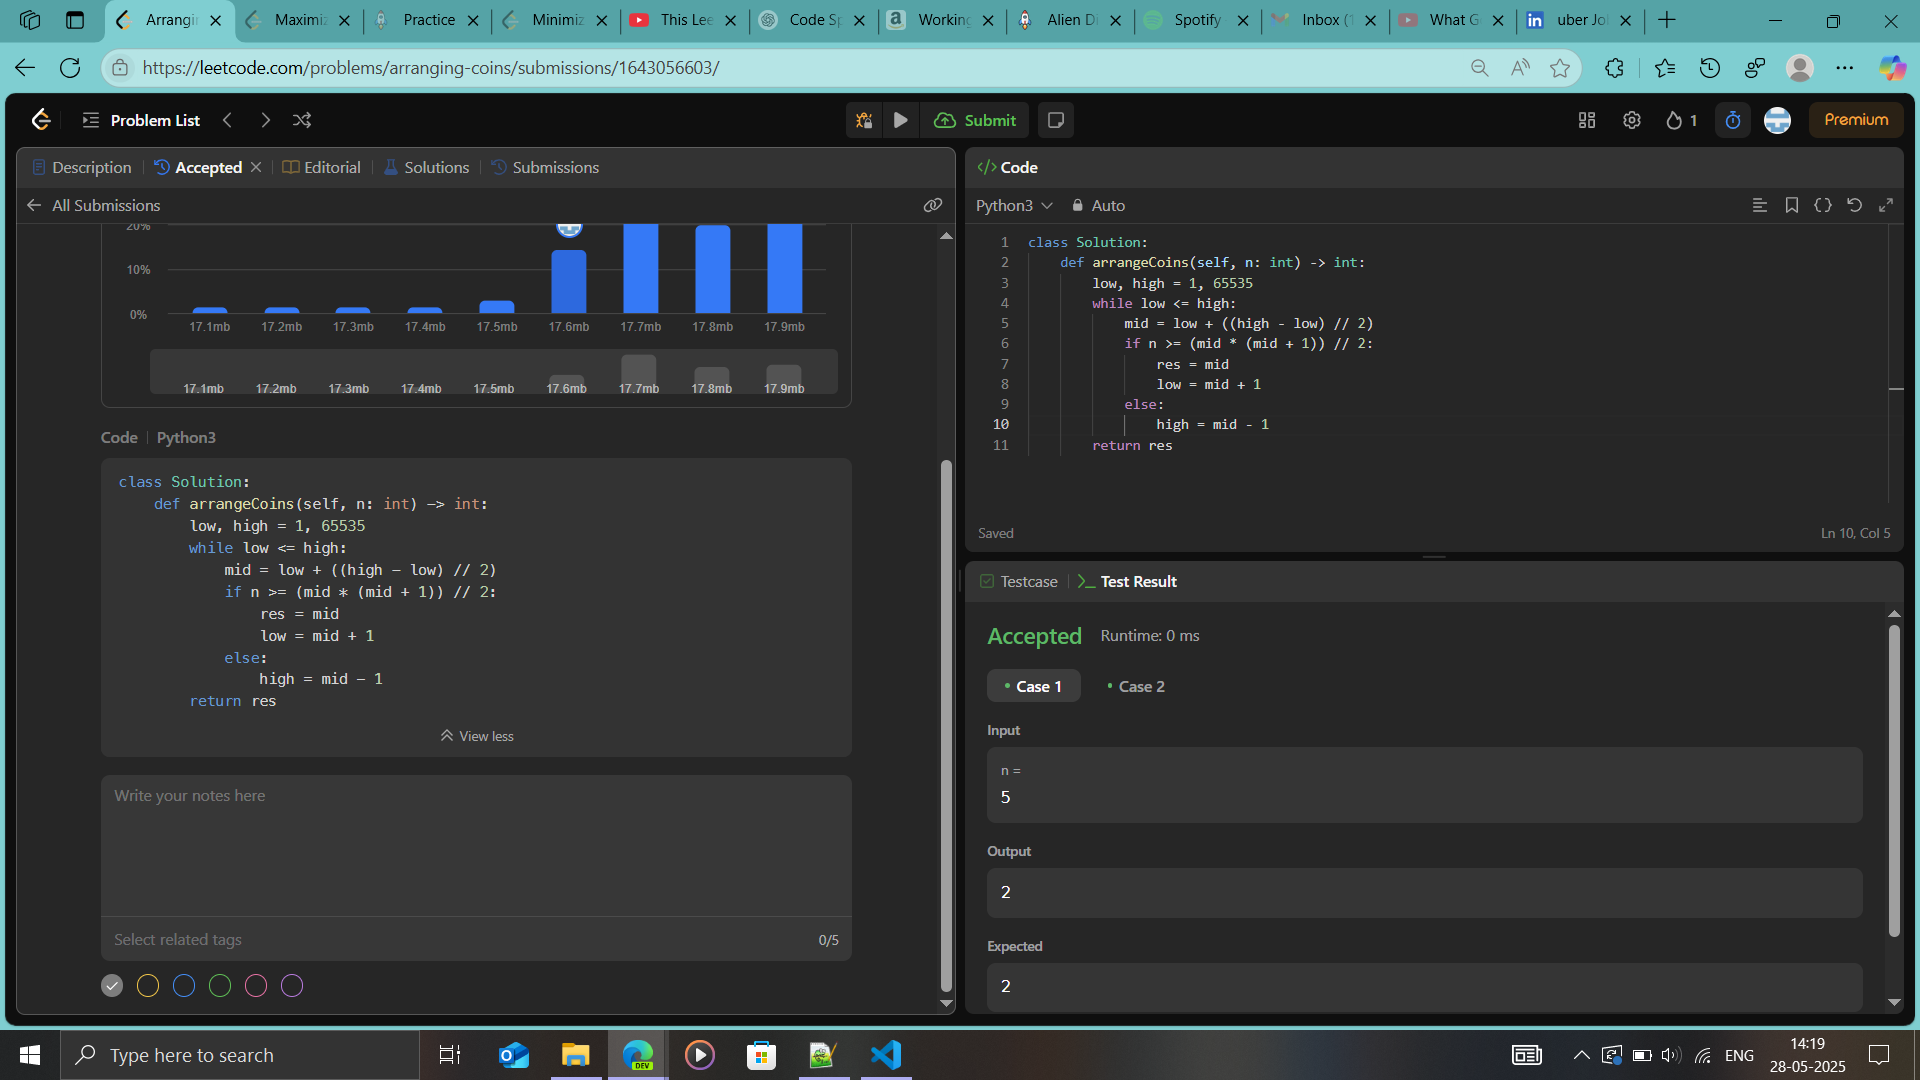 Arrangin
Maximiz
Practice
Minimiz
This Lee
Code Sp
Working
Alien Di
Spotify
Inbox (1
What G
uber Jo
https://leetcode.com/problems/arranging-coins/submissions/1643056603/
Problem List
Submit
1
Premium
Description
Accepted
Editorial
Solutions
Submissions
All Submissions
20%
10%
0%
17.1mb 17.2mb 17.3mb 17.4mb 17.5mb 17.6mb 17.7mb 17.8mb 17.9mb
17.1mb 17.2mb 17.3mb 17.4mb 17.5mb 17.6mb 17.7mb 17.8mb 17.9mb
Code Python3
class Solution:
    def arrangeCoins(self, n: int) -> int:
        low, high = 1, 65535
        while low <= high:
            mid = low + ((high - low) // 2)
            if n >= (mid * (mid + 1)) // 2:
                res = mid
                low = mid + 1
            else:
                high = mid - 1
        return res
View less
Write your notes here
Select related tags 0/5
</> Code
Python3 Auto
1 class Solution:
2     def arrangeCoins(self, n: int) -> int:
3         low, high = 1, 65535
4         while low <= high:
5             mid = low + ((high - low) // 2)
6             if n >= (mid * (mid + 1)) // 2:
7                 res = mid
8                 low = mid + 1
9             else:
10                 high = mid - 1
11         return res
Saved Ln 10, Col 5
Testcase
Test Result
Accepted Runtime: 0 ms
Case 1
Case 2
Input
n =
5
Output
2
Expected
2
Type here to search
DEV
ENG
14:19
28-05-2025